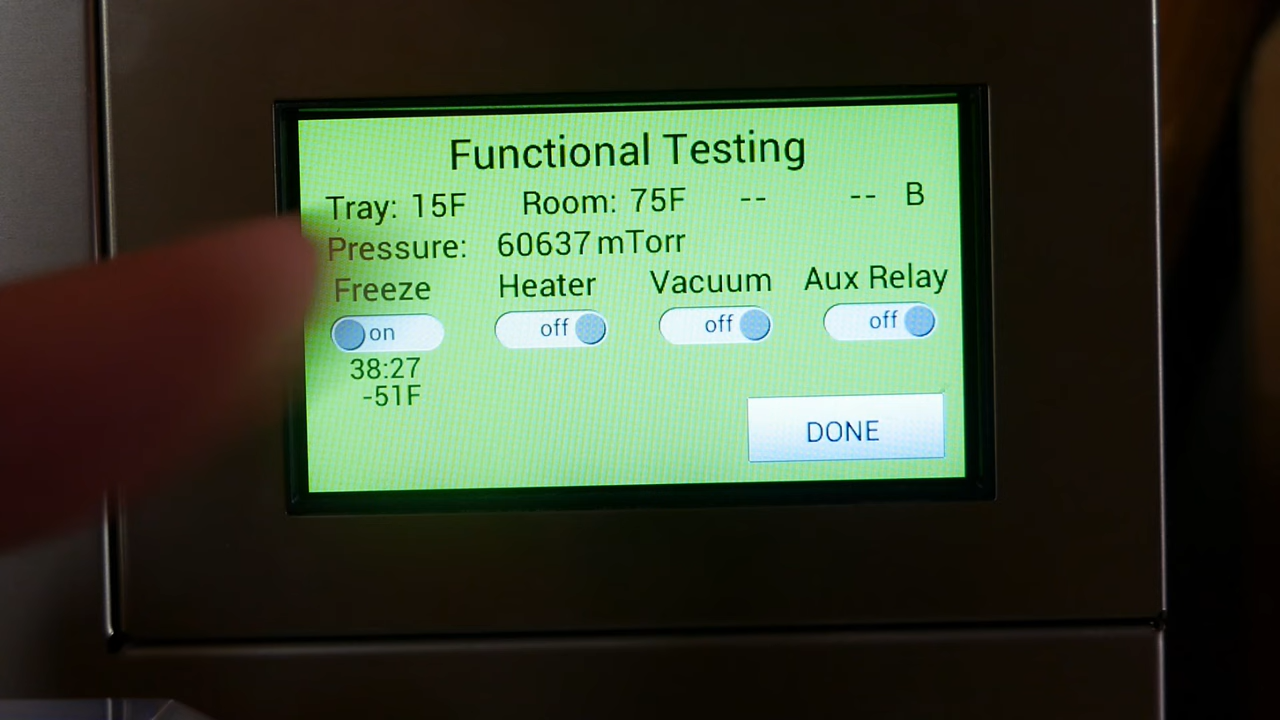 Functional Testing
Tray: 15F Room: 75F -- -- B
Pressure: 60637 mTorr
Freeze Heater Vacuum Aux Relay
on off off off
38:27
-51F
DONE